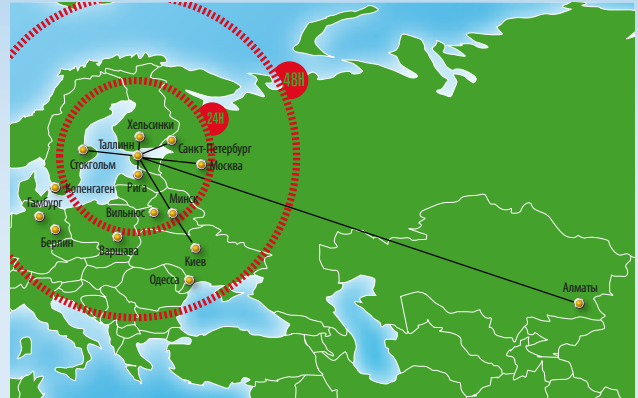 48H
24H
Хельсинки
Таллинн
Санкт-Петербург
Стокгольм
Москва
Копенгаген
Рига
Гамбург
Минск
Вильнюс
Берлин
Варшава
Киев
Одесса
Алматы